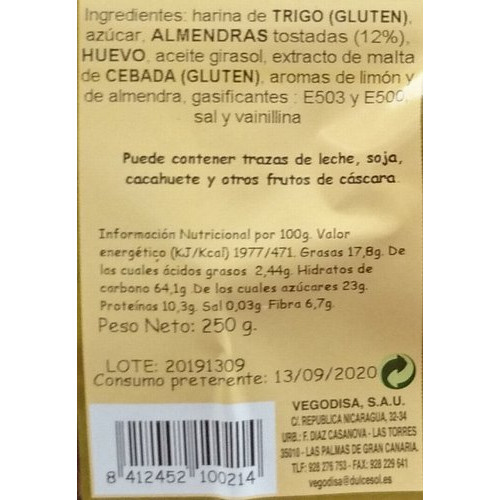 Ingredientes: harina de TRIGO (GLUTEN),
azúcar, ALMENDRAS tostadas (12%),
HUEVO, aceite girasol, extracto de malta
de CEBADA (GLUTEN), aromas de limón y
de almendra, gasificantes : E503 y E500,
sal y vainillina
Puede contener trazas de leche, soja,
cacahuete y otros frutos de cáscara.
Información Nutricional por 100g. Valor
energético (KJ/Kcal) 1977/471. Grasas 17,8g. De
las cuales ácidos grasos 2,44g. Hidratos de
carbono 64,1g De los cuales azúcares 23g.
Proteínas 10,3g. Sal 0,03g Fibra 6,7g.
Peso Neto: 250 g.
LOTE: 20191309
Consumo preferente: 13/09/2020
VEGODISA, S.A.U.
C/. REPUBLICA NICARAGUA, 32-34
URB.: F. DIAZ CASANOVA - LAS TORRES
35010 - LAS PALMAS DE GRAN CANARIA.
TLF: 928 276 753 - FAX: 928 229 641
vegodisa@dulcesol.es
8 412452 100214